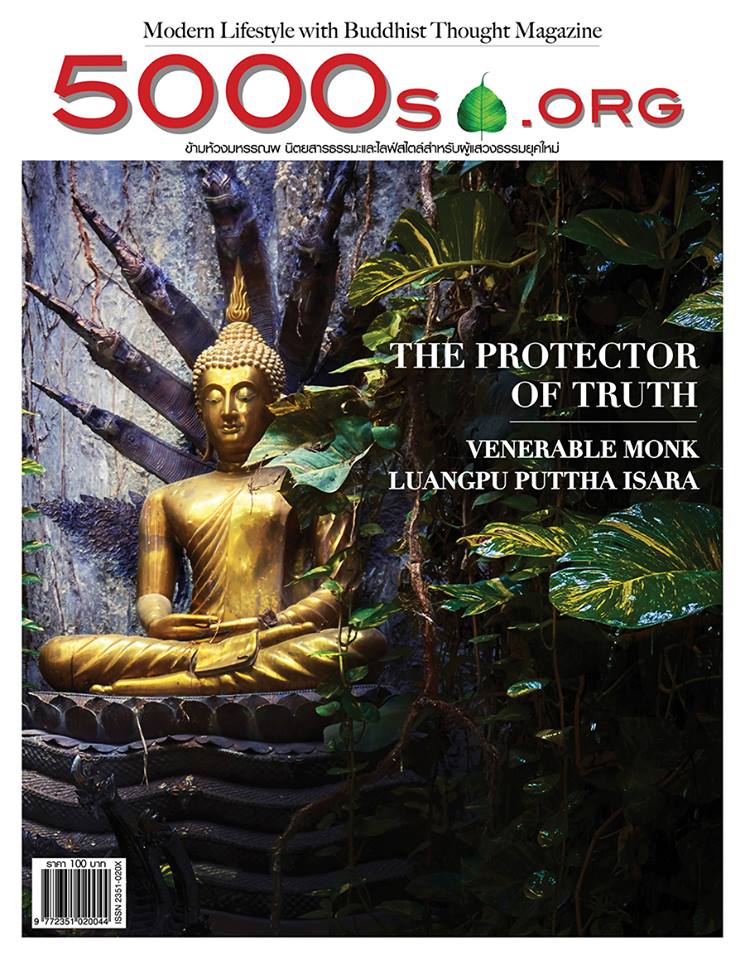 Modern Lifestyle with Buddhist Thought Magazine
5000s.ORG
ข้ามห้วงมหรรณพ นิตยสารธรรมะและไลฟ์สไตล์สำหรับผู้แสวงธรรมยุคใหม่
THE PROTECTOR
OF TRUTH
VENERABLE MONK
LUANGPU PUTTHA ISARA
ราคา 100 บาท
ISSN 2351-020X
9 772351 020044